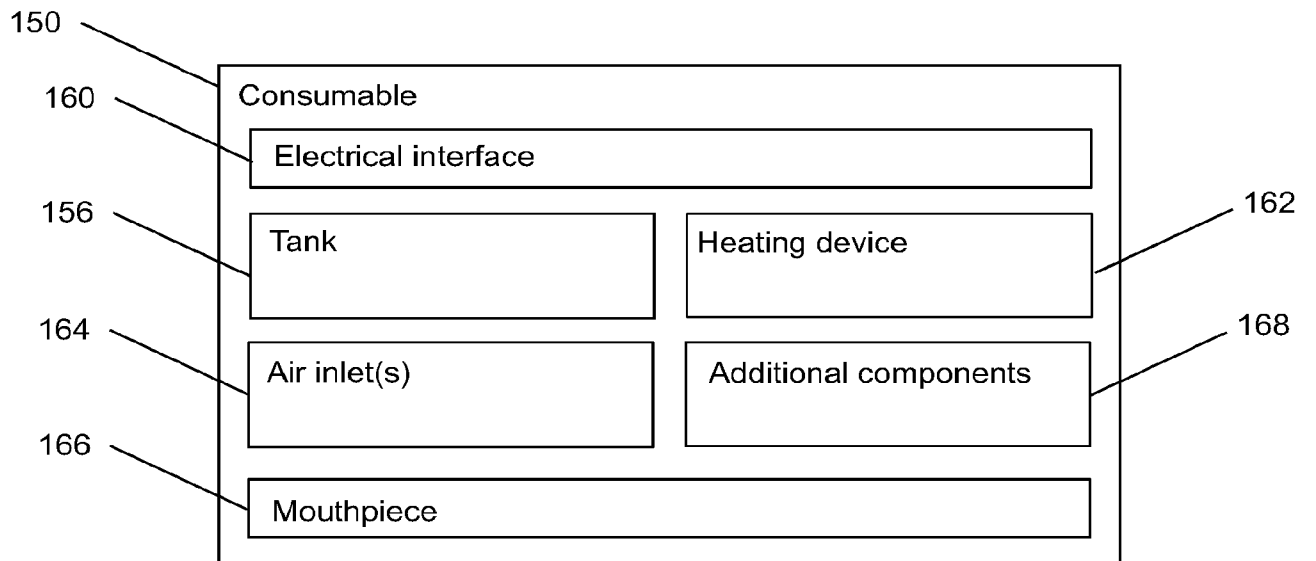 150
Consumable
160
Electrical interface
156
Tank
Heating device
162
164
Air inlet(s)
Additional components
168
166
Mouthpiece